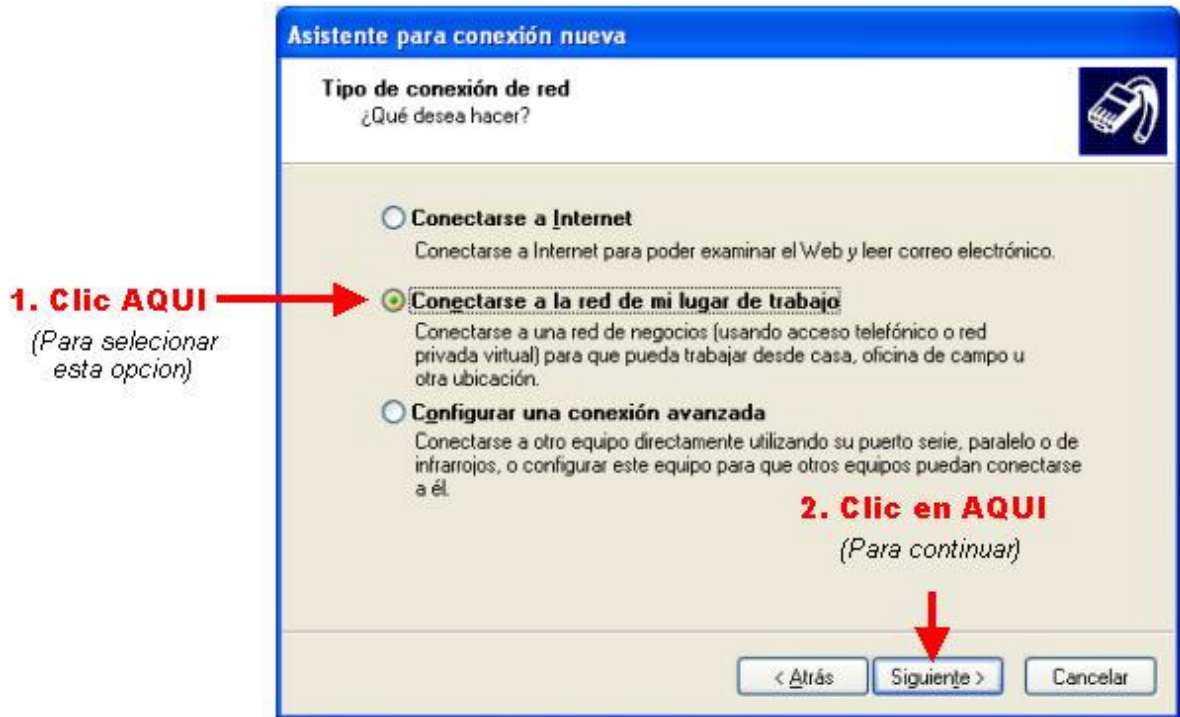 Asistente para conexión nueva
Tipo de conexión de red
¿Qué desea hacer?
Conectarse a Internet
Conectarse a Internet para poder examinar el Web y leer correo electrónico.
1. Clic AQUI
(Para selecionar
esta opcion)
Conectarse a la red de mi lugar de trabajo
Conectarse a una red de negocios (usando acceso telefónico o red
privada virtual) para que pueda trabajar desde casa, oficina de campo u
otra ubicación.
Configurar una conexión avanzada
Conectarse a otro equipo directamente utilizando su puerto serie, paralelo o de
infrarrojos, o configurar este equipo para que otros equipos puedan conectarse
a él.
2. Clic en AQUI
(Para continuar)
< Atrás
Siguiente >
Cancelar